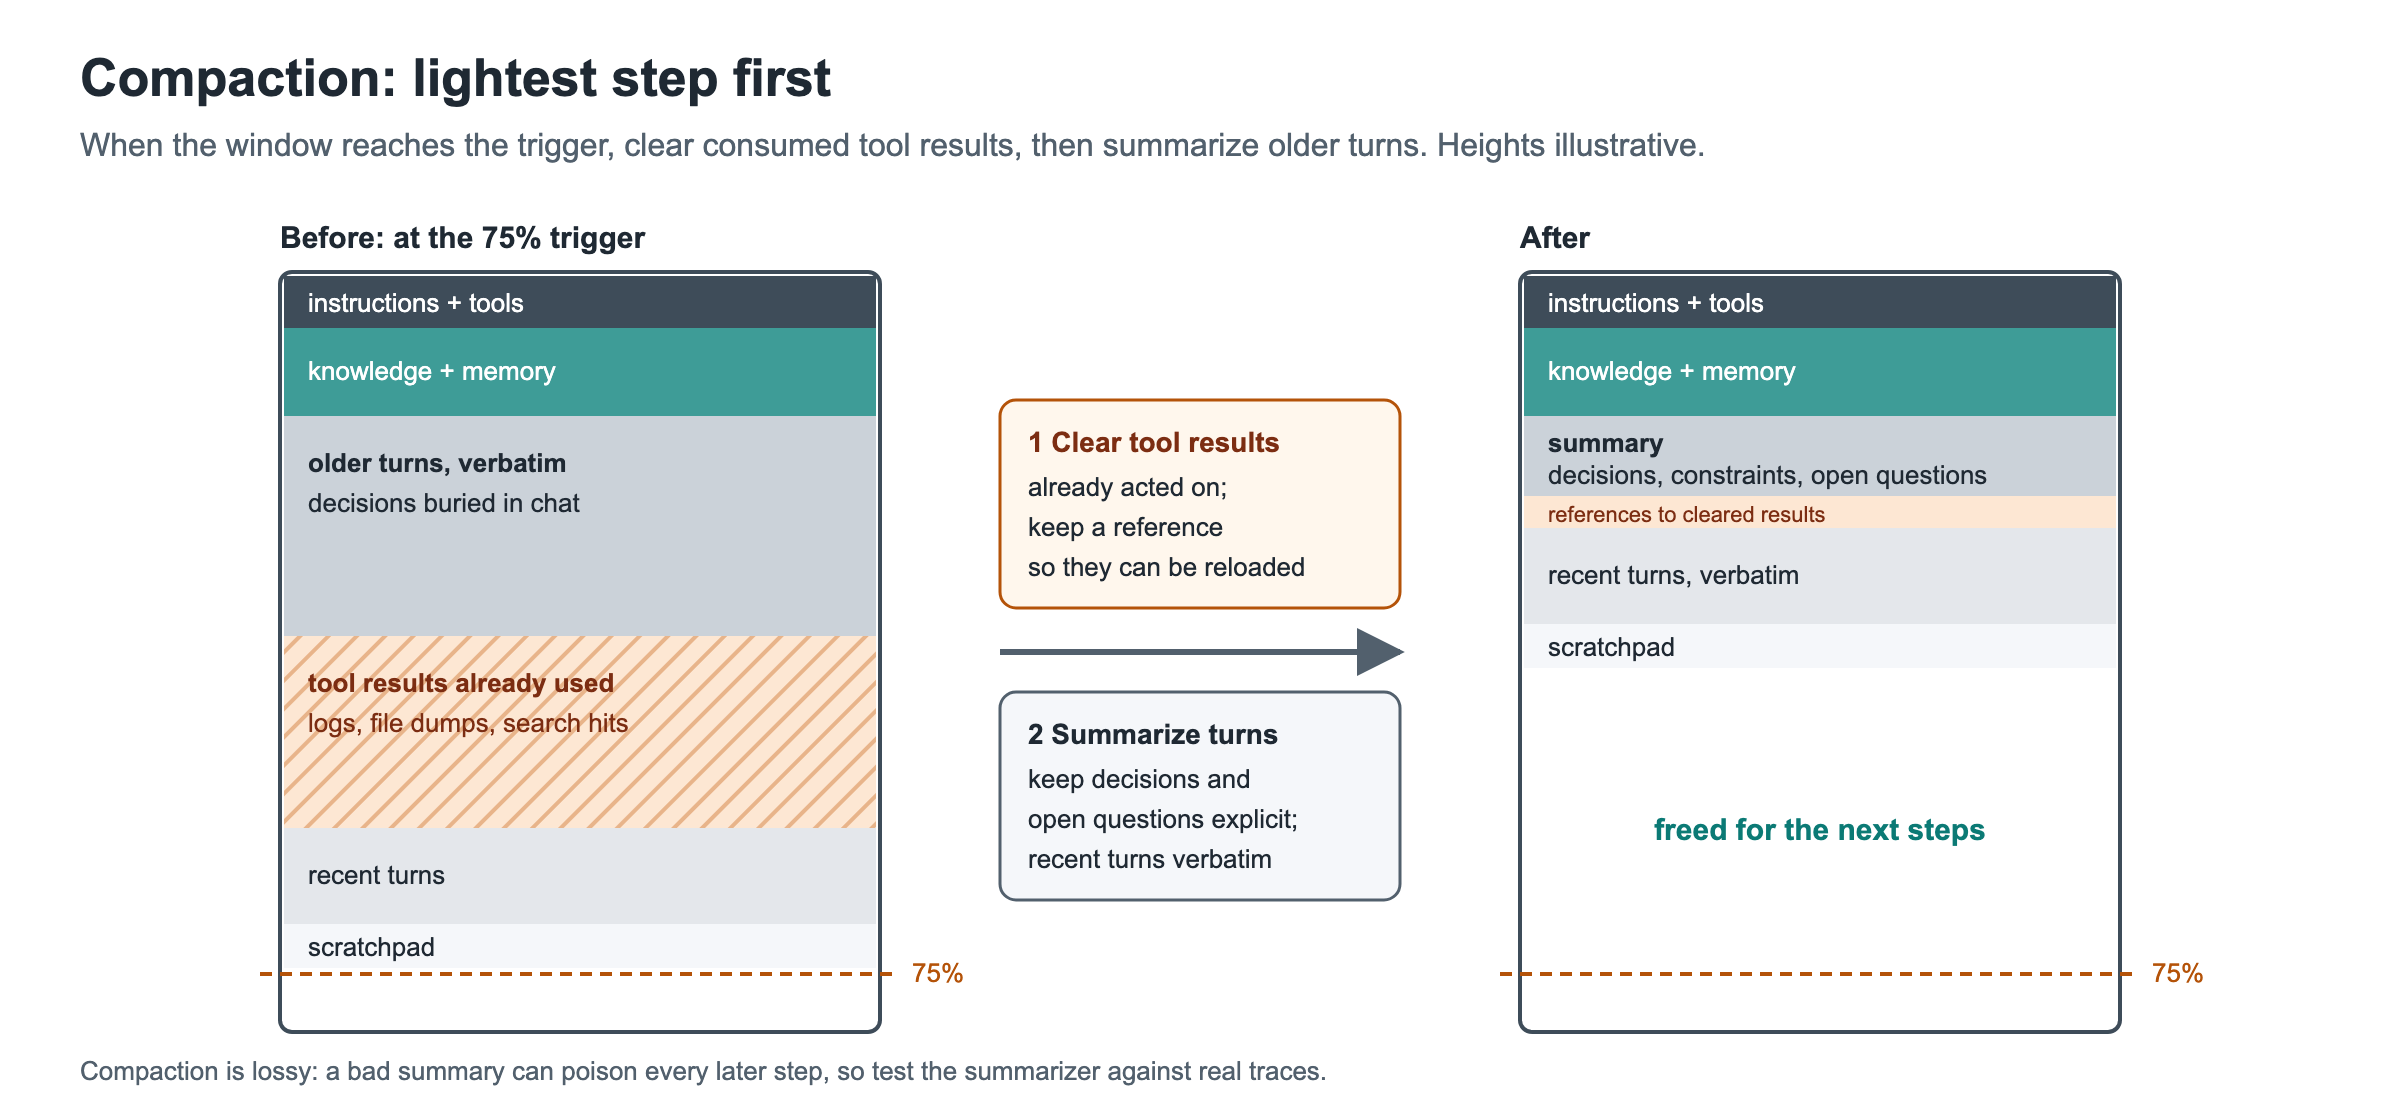 Compaction: lightest step first
When the window reaches the trigger, clear consumed tool results, then summarize older turns. Heights illustrative.
Before: at the 75% trigger
instructions + tools
knowledge + memory
older turns, verbatim
decisions buried in chat
tool results already used
logs, file dumps, search hits
recent turns
scratchpad
75%
1 Clear tool results
already acted on;
keep a reference
so they can be reloaded
2 Summarize turns
keep decisions and
open questions explicit;
recent turns verbatim
After
instructions + tools
knowledge + memory
summary
decisions, constraints, open questions
references to cleared results
recent turns, verbatim
scratchpad
freed for the next steps
75%
Compaction is lossy: a bad summary can poison every later step, so test the summarizer against real traces.